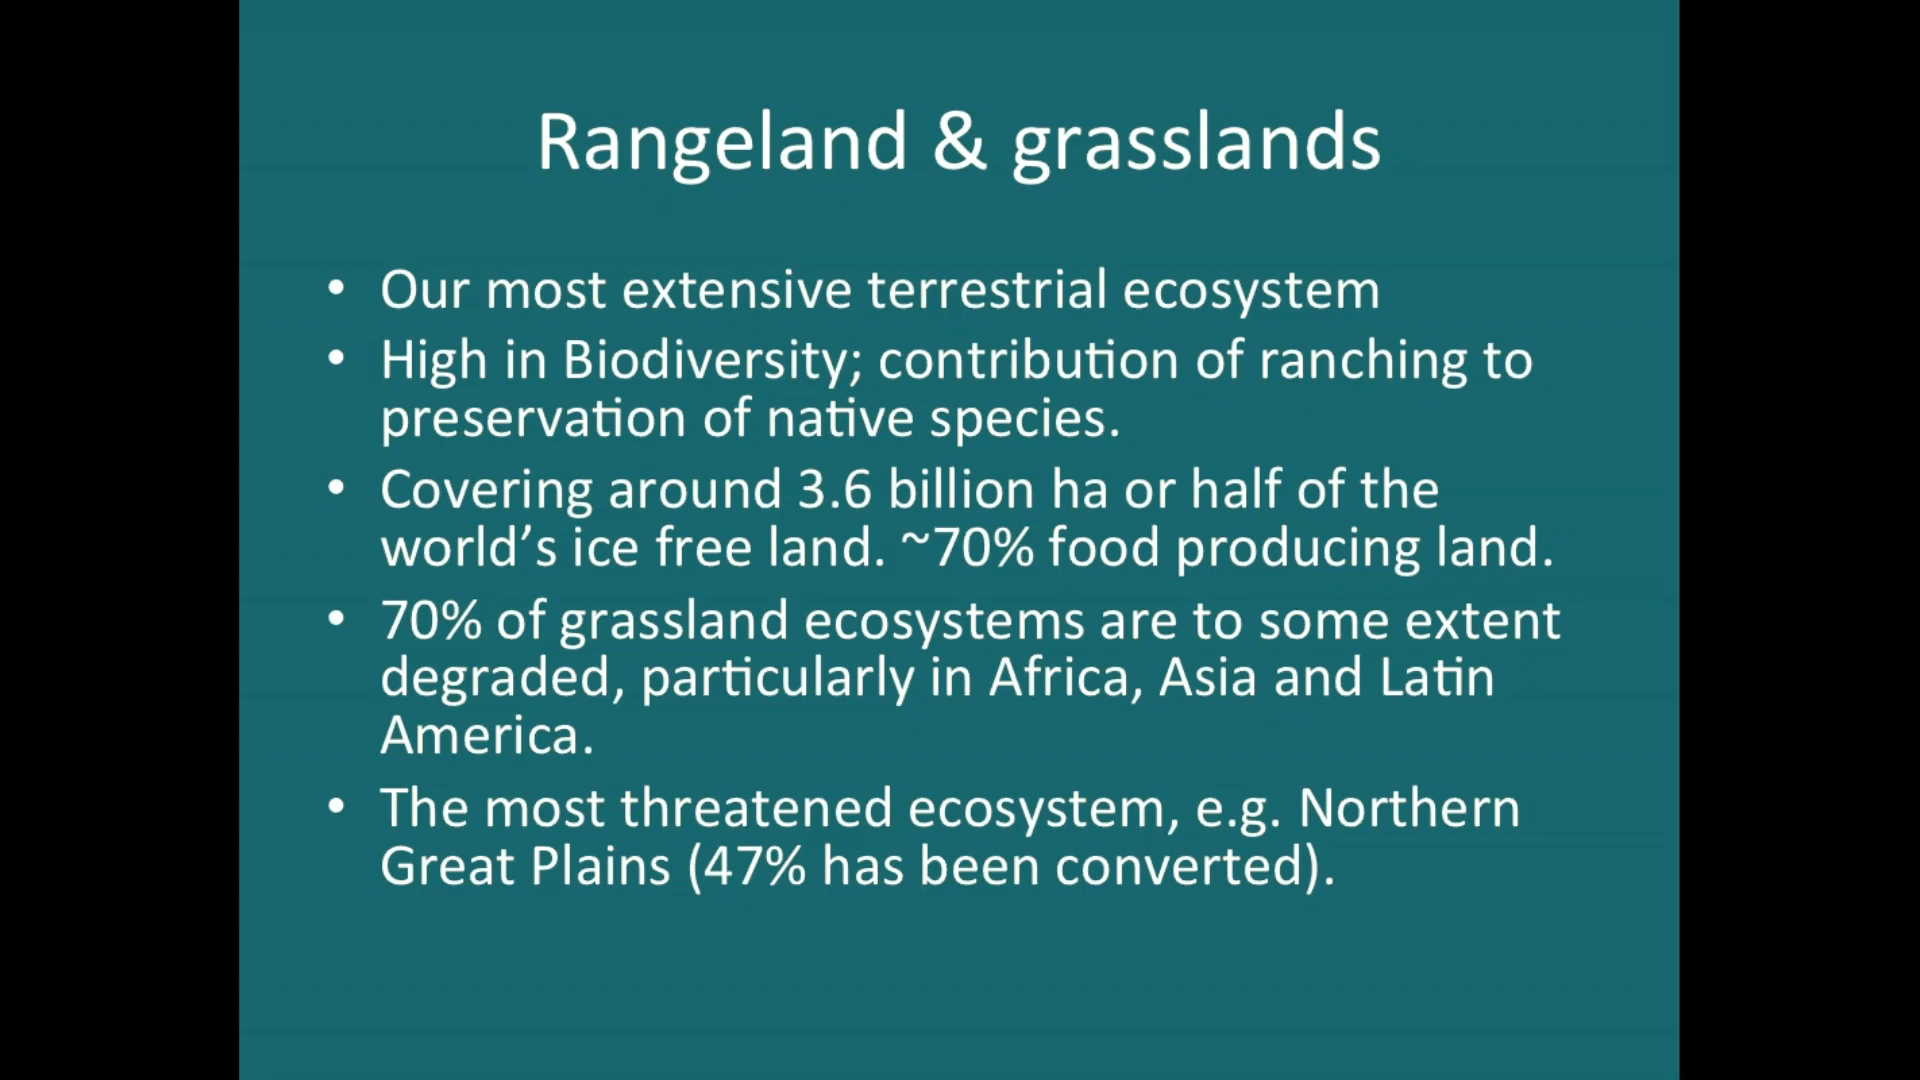 Rangeland & grasslands
• Our most extensive terrestrial ecosystem
• High in Biodiversity; contribution of ranching to
preservation of native species.
• Covering around 3.6 billion ha or half of the
world’s ice free land. ~70% food producing land.
• 70% of grassland ecosystems are to some extent
degraded, particularly in Africa, Asia and Latin
America.
• The most threatened ecosystem, e.g. Northern
Great Plains (47% has been converted).